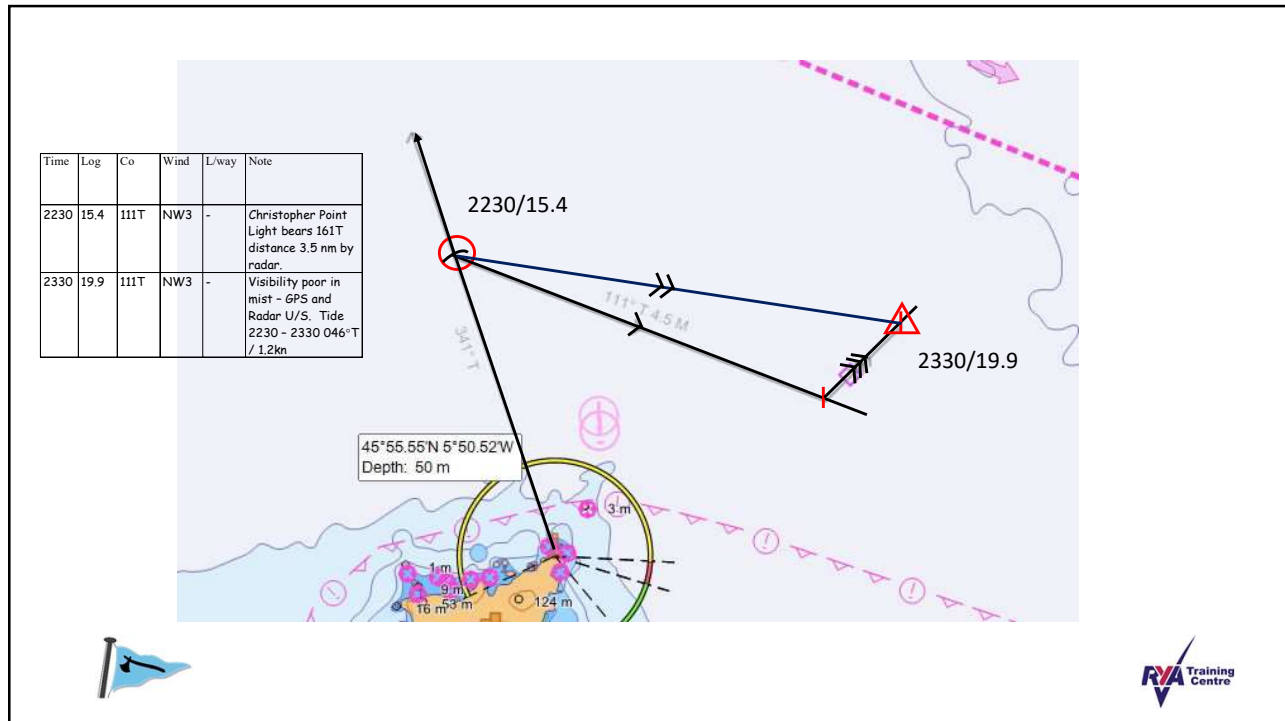 Time Log Co Wind L/way Note
2230 15.4 111T NW3 - Christopher Point
Light bears 161T
distance 3.5 nm by
radar.
2330 19.9 111T NW3 - Visibility poor in
mist – GPS and
Radar U/S. Tide
2230 – 2330 046°T
/ 1.2kn
2230/15.4
111° T 4.5 M
341° T
2330/19.9
45°55.55'N 5°50.52'W
Depth: 50 m
3 m
1 m
9 m
16 m
53 m
124 m
RYA Training
Centre